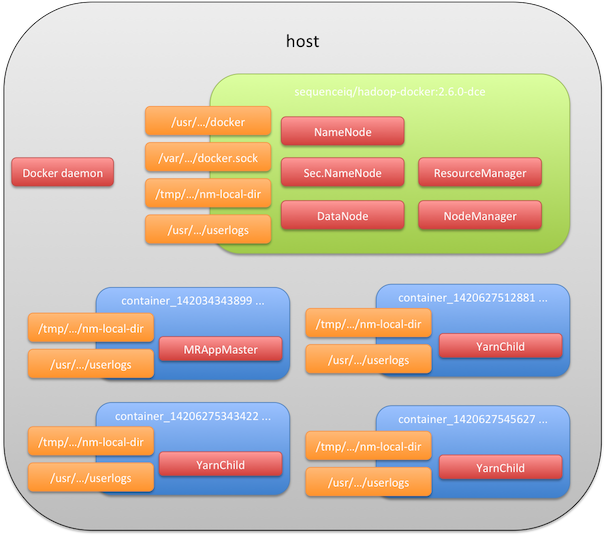 host
sequenceiq/hadoop-docker:2.6.0-dce
/usr/.../docker
NameNode
/var/.../docker.sock
Docker daemon
Sec.NameNode
ResourceManager
/tmp/.../nm-local-dir
DataNode
NodeManager
/usr/.../userlogs
container_142034343899 ...
/tmp/.../nm-local-dir
MRAppMaster
/usr/.../userlogs
container_1420627512881 ...
/tmp/.../nm-local-dir
YarnChild
/usr/.../userlogs
container_14206275343422 ...
/tmp/.../nm-local-dir
YarnChild
/usr/.../userlogs
container_1420627545627 ...
/tmp/.../nm-local-dir
YarnChild
/usr/.../userlogs